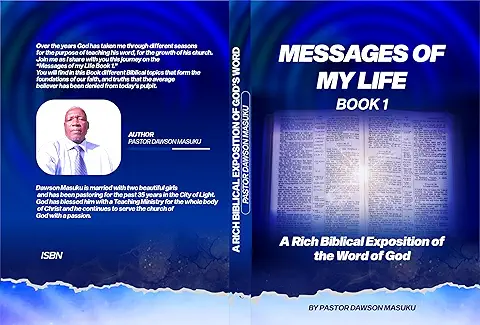 Over the years God has taken me through different seasons
for the purpose of teaching his word, for the growth of his church.
Join me as I share with you this journey on the
"Messages of my Life Book 1."
You will find in this Book different Biblical topics that form the
foundations of our faith, and truths that the average
believer has been denied from today's pulpit.
AUTHOR
PASTOR DAWSON MASUKU
Dawson Masuku is married with two beautiful girls
and has been pastoring for the past 35 years in the City of Light.
God has blessed him with a Teaching Ministry for the whole body
of Christ and he continues to serve the church of
God with a passion.
ISBN
A RICH BIBLICAL EXPOSITION OF GOD'S WORD
PASTOR DAWSON MASUKU
MESSAGES OF
MY LIFE
BOOK 1
A Rich Biblical Exposition of
the Word of God
BY PASTOR DAWSON MASUKU